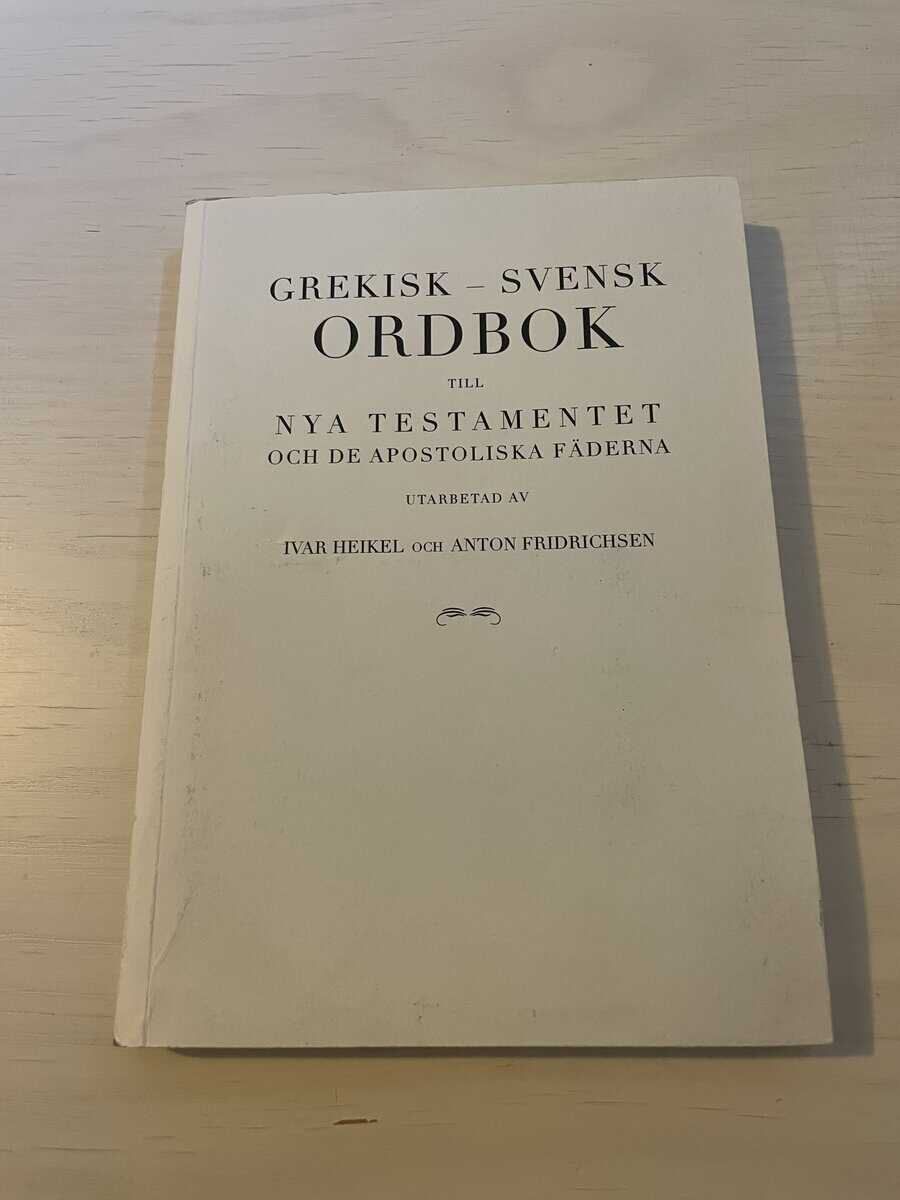 GREKISK – SVENSK
ORDBOK
TILL
NYA TESTAMENTET
OCH DE APOSTOLISKA FÄDERNA
UTARBETAD AV
IVAR HEIKEL OCH ANTON FRIDRICHSEN